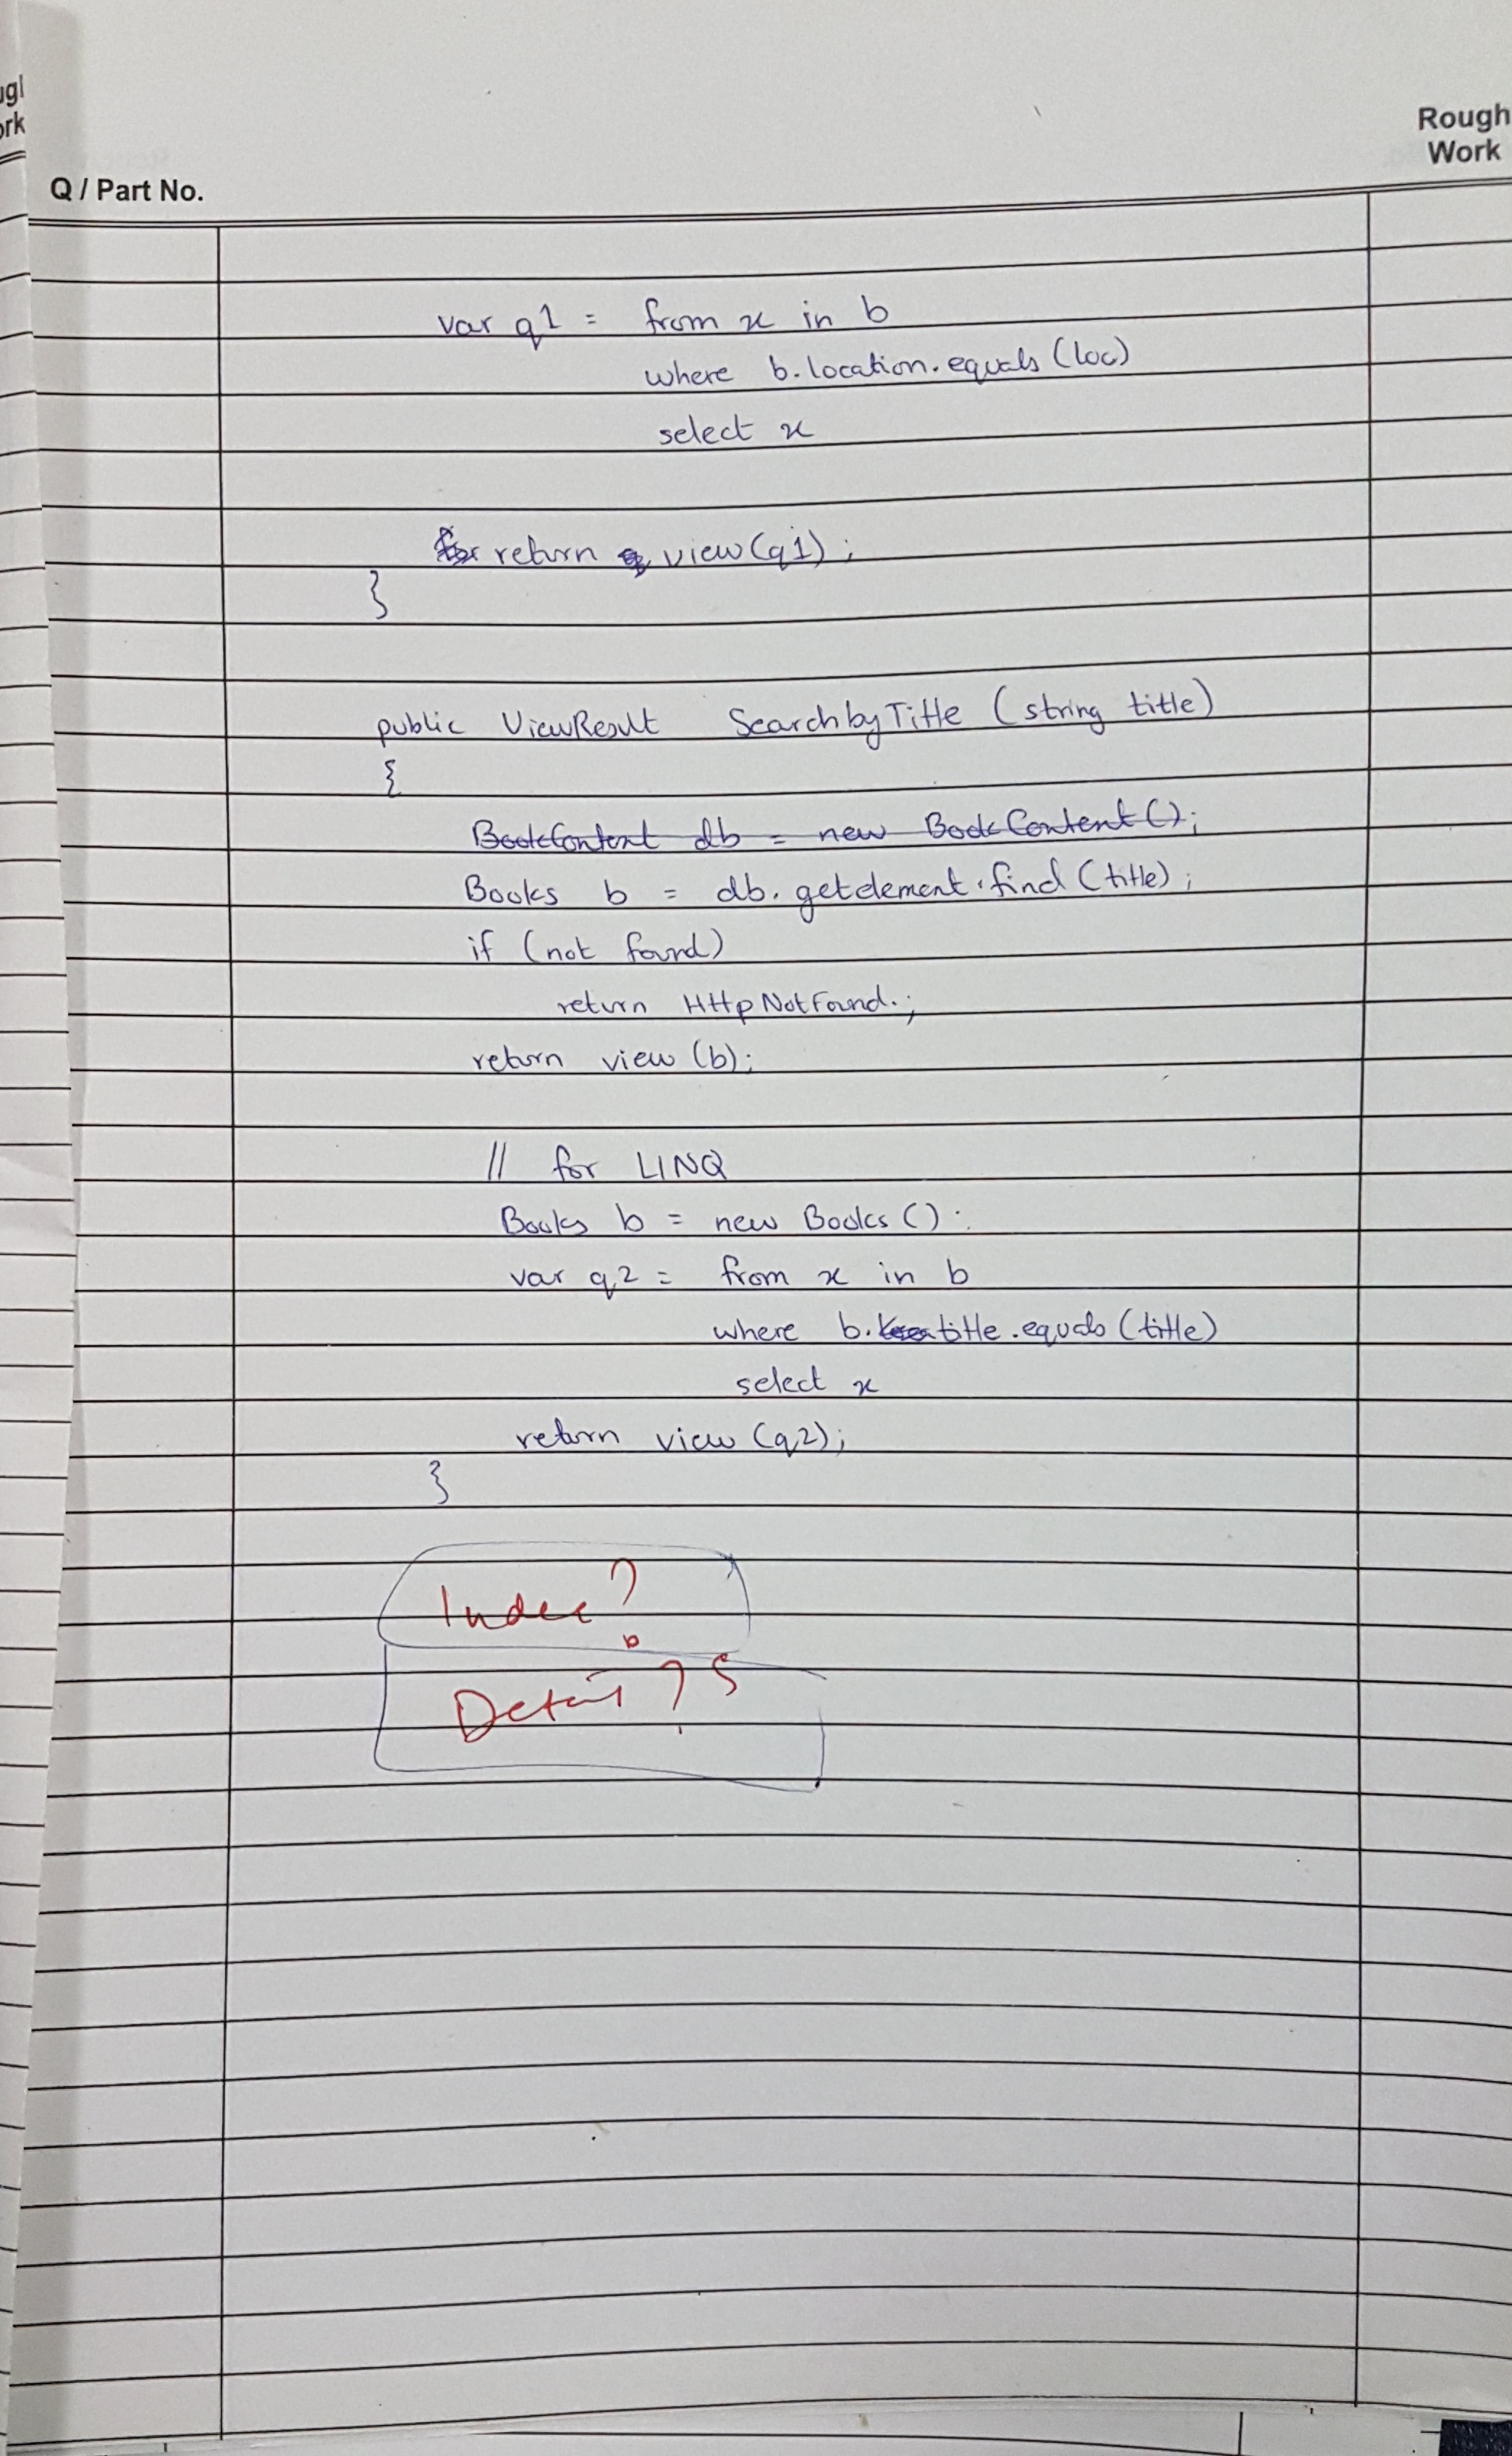 ugl
ork
Rough
Work
Q / Part No.
var q1 = from x in b
where b.location.equals (loc)
select x
return view (q1) ;
}
public ViewResult SearchbyTitle (string title)
{
BookContent db = new BookContent ();
Books b = db. getelement.find (title) ;
if (not found)
return HttpNotFound. ;
return view (b);
// for LINQ
Books b = new Books () ;
var q2 = from x in b
where b. title .equals (title)
select x
return view (q2);
}
Index ?
Detail ?